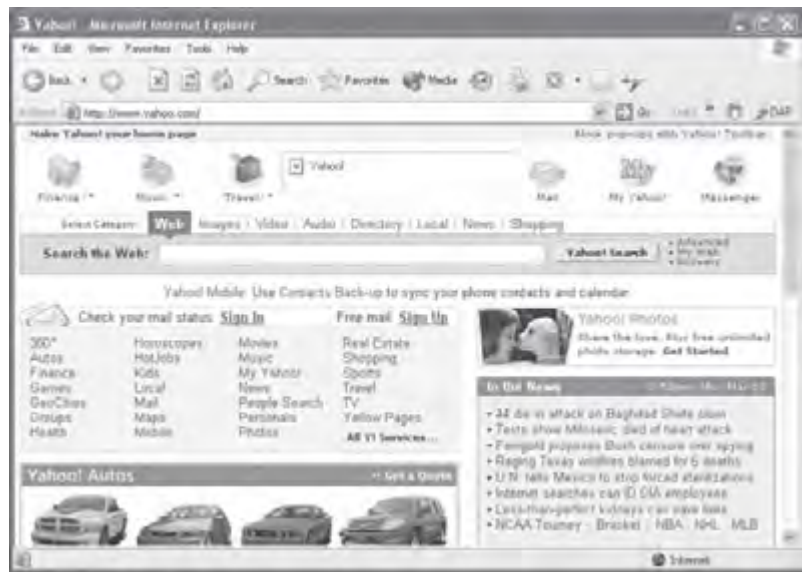 Yahoo! - Microsoft Internet Explorer
File Edit View Favorites Tools Help
Back Search Favorites Media
http://www.yahoo.com/ Go Links DAP
Make Yahoo! your home page
Block pop-ups with Yahoo! Toolbar
Yahoo!
Finance Music Travel Mail My Yahoo! Messenger
Select Category: Web Images Video Audio Directory Local News Shopping
Search the Web: Yahoo! Search
Advanced
My Web
Yahoo! Mobile: Use Contacts Back-up to sync your phone contacts and calendar
Check your mail status: Sign In Free mail: Sign Up
360° Horoscopes Movies Real Estate
Autos HotJobs Music Shopping
Finance Kids My Yahoo! Sports
Games Local News Travel
GeoCities Mail People Search TV
Groups Maps Personals Yellow Pages
Health Mobile Photos All Y! Services...
Yahoo! Photos
Share the love. Plus free unlimited
photo storage. Get Started
In the News
• 44 die in attack on Baghdad Shiite slum
• Tests show Milosevic died of heart attack
• Feingold proposes Bush censure over spying
• Raging Texas wildfires blamed for 6 deaths
• U.N. tells Mexico to stop forced sterilizations
• Internet searches can ID CIA employees
• Less-than-perfect kidneys can save lives
• NCAA Tourney - Bracket NBA NHL MLB
Yahoo! Autos Get a Quote
Internet